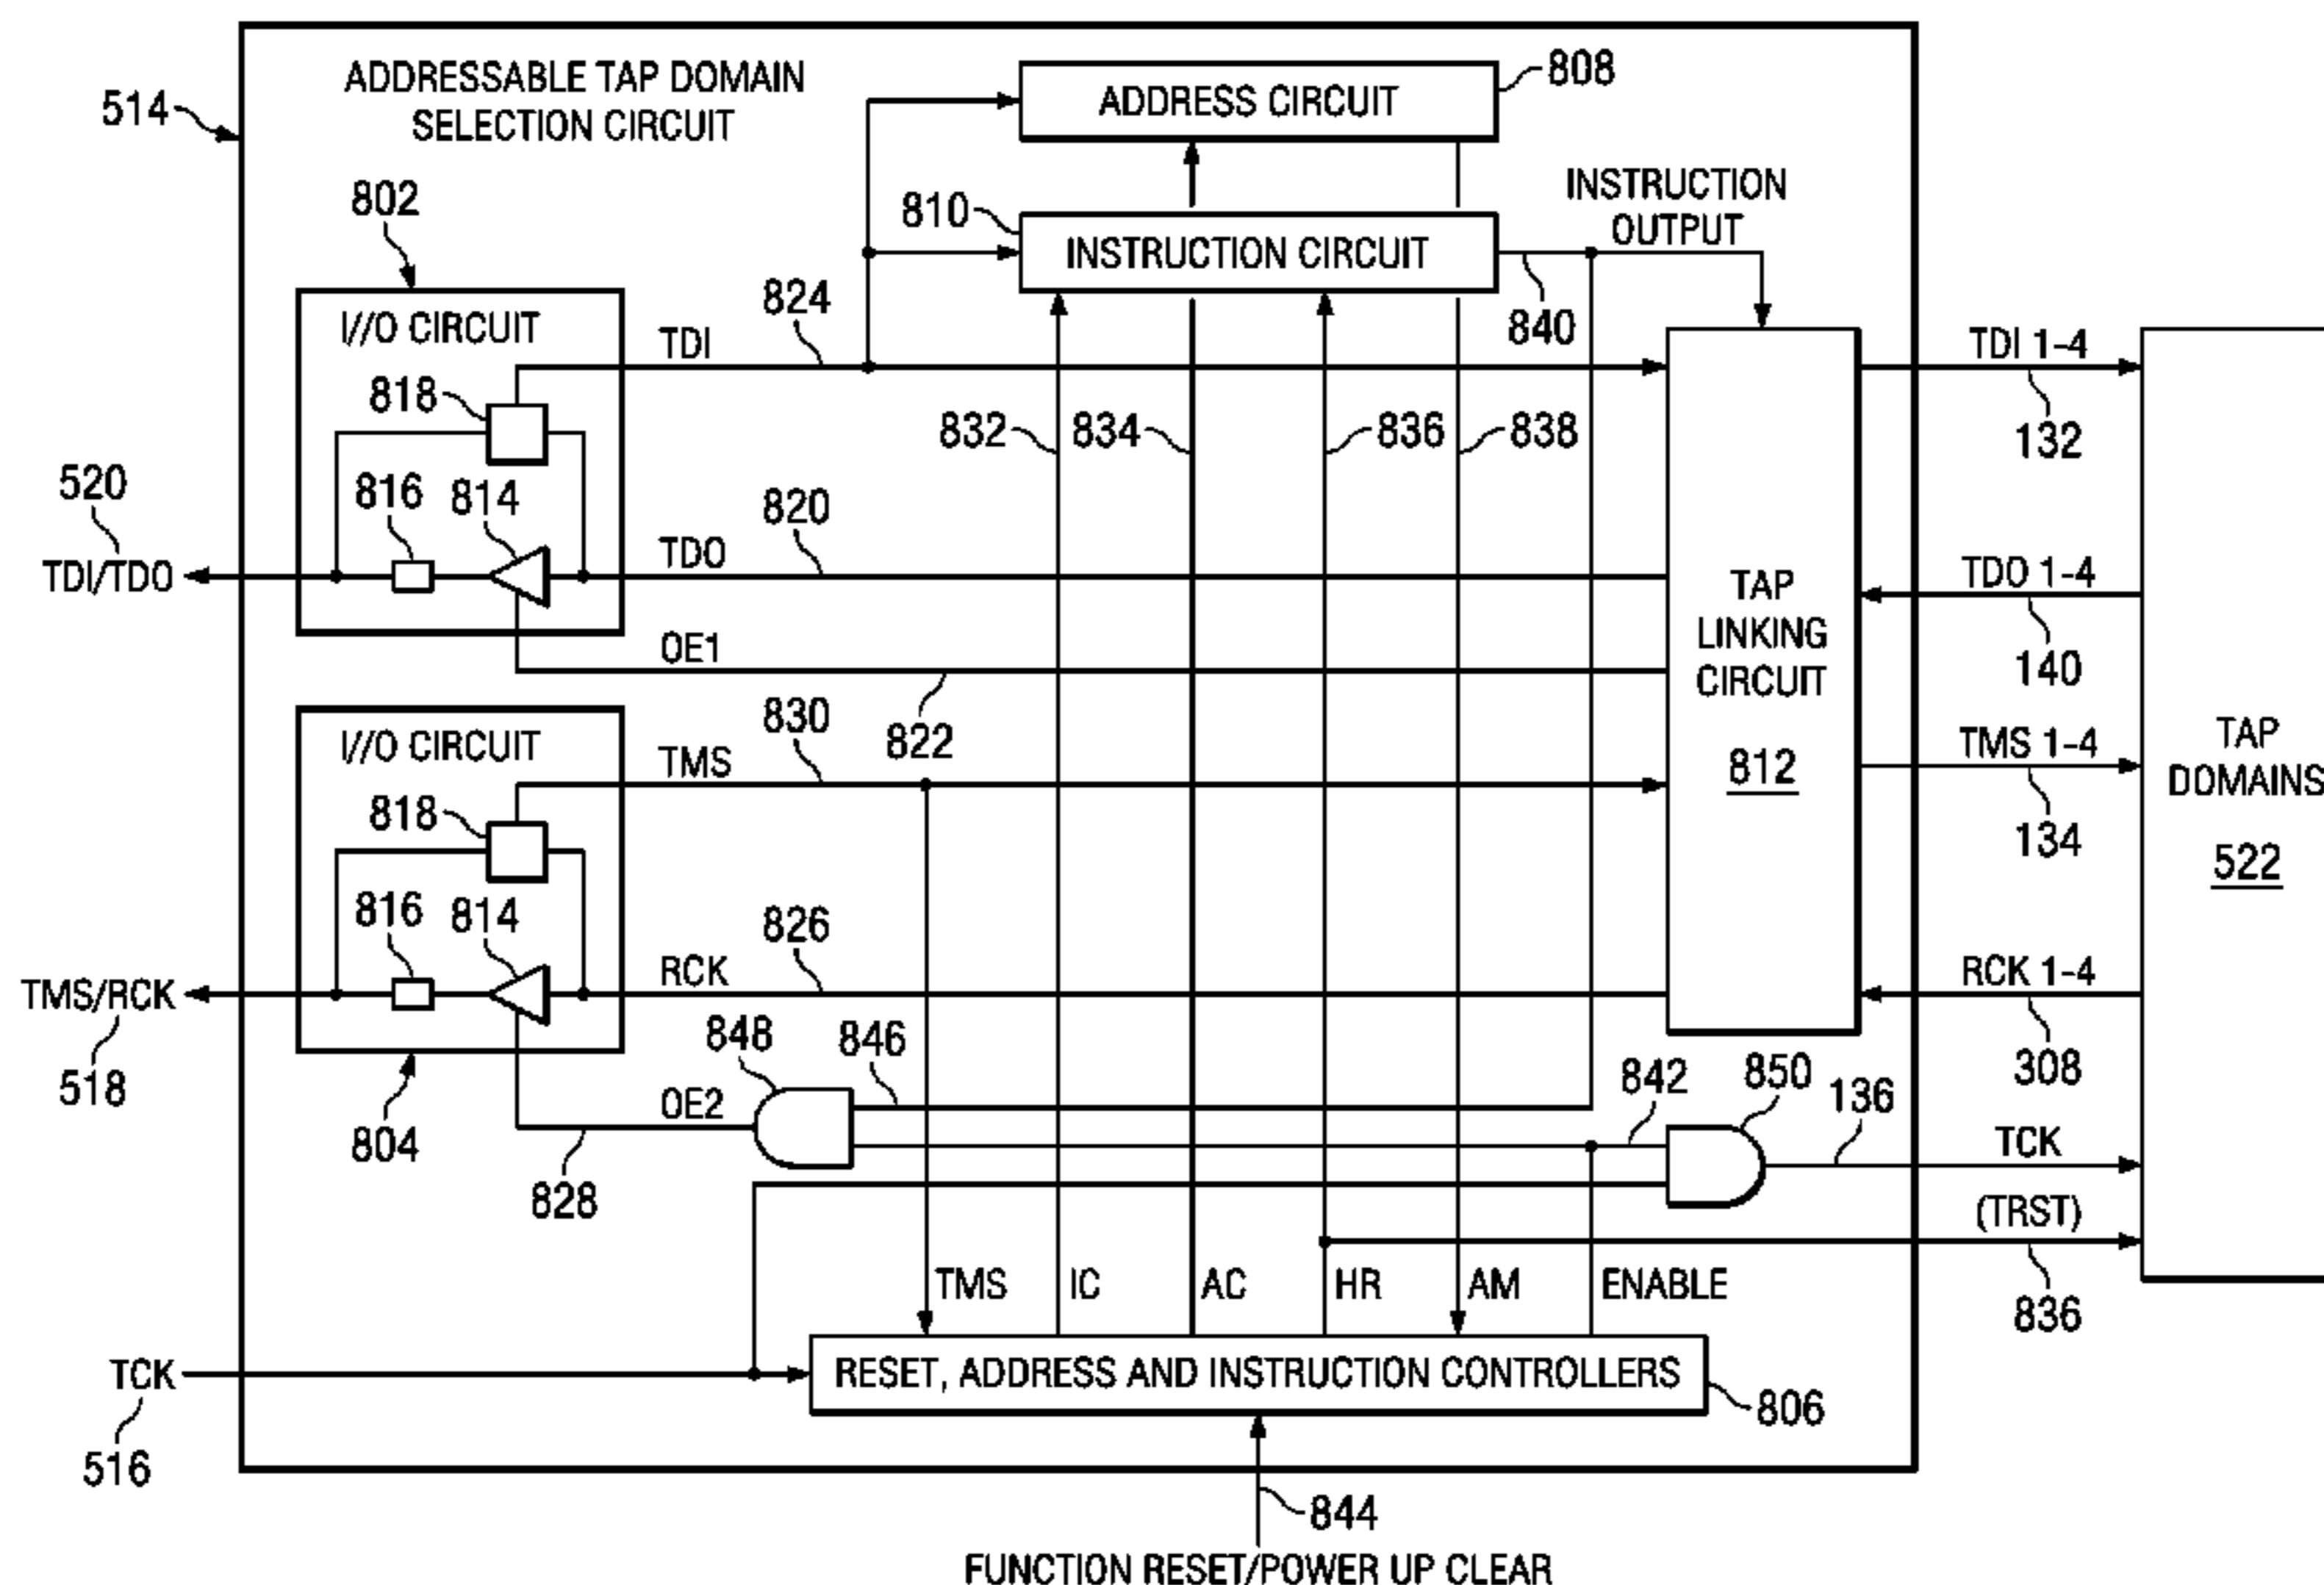 ADDRESSABLE TAP DOMAIN
SELECTION CIRCUIT
514
ADDRESS CIRCUIT
808
802
810
INSTRUCTION CIRCUIT
INSTRUCTION
OUTPUT
840
I//O CIRCUIT
818
816
814
824
TDI
820
TDO
OE1
822
520
TDI/TDO
832
834
836
838
TAP
LINKING
CIRCUIT
812
TDI 1-4
132
TDO 1-4
140
TMS 1-4
134
RCK 1-4
308
TAP
DOMAINS
522
I//O CIRCUIT
818
816
814
830
TMS
826
RCK
TMS/RCK
518
804
848
846
OE2
828
842
850
136
TCK
(TRST)
836
TMS
IC
AC
HR
AM
ENABLE
TCK
516
RESET, ADDRESS AND INSTRUCTION CONTROLLERS
806
844
FUNCTION RESET/POWER UP CLEAR